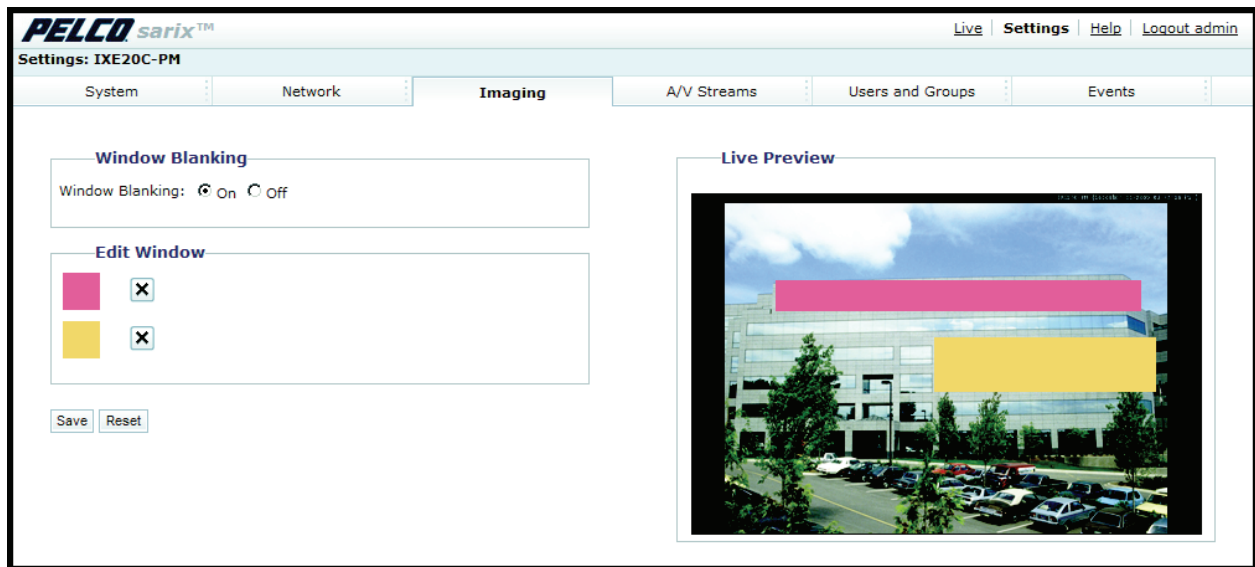 PELCO sarix™
Live Settings Help Logout admin
Settings: IXE20C-PM
System Network Imaging A/V Streams Users and Groups Events
Window Blanking
Window Blanking: On Off
Edit Window
Save Reset
Live Preview